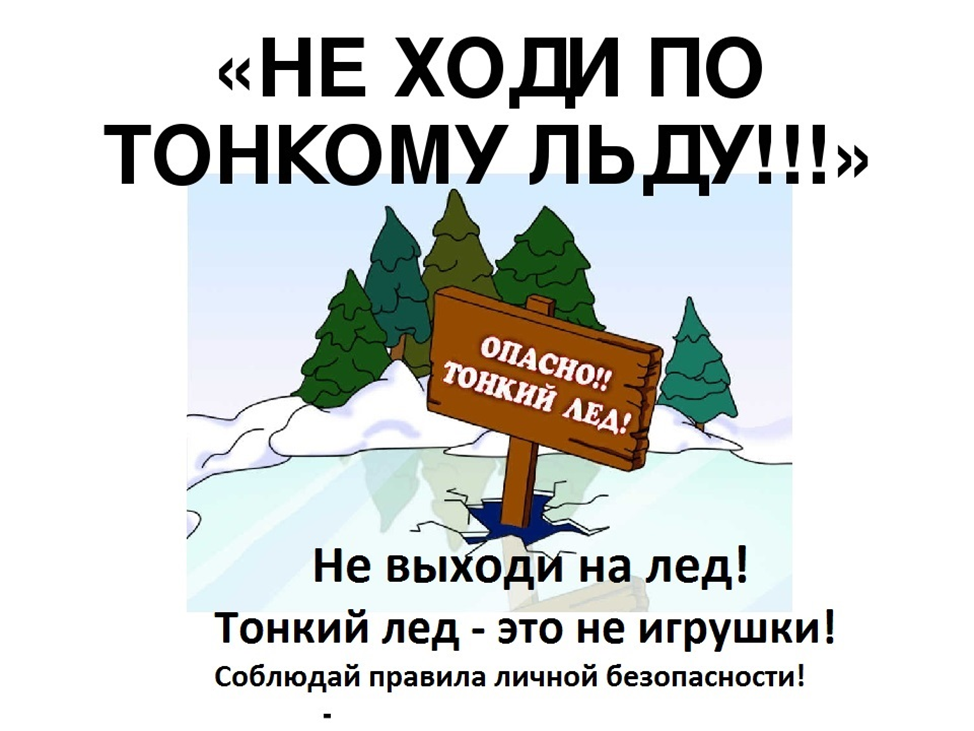 «НЕ ХОДИ ПО
ТОНКОМУ ЛЬДУ!!!»
ОПАСНО!!
ТОНКИЙ ЛЕД!
Не выходи на лед!
Тонкий лед - это не игрушки!
Соблюдай правила личной безопасности!
-